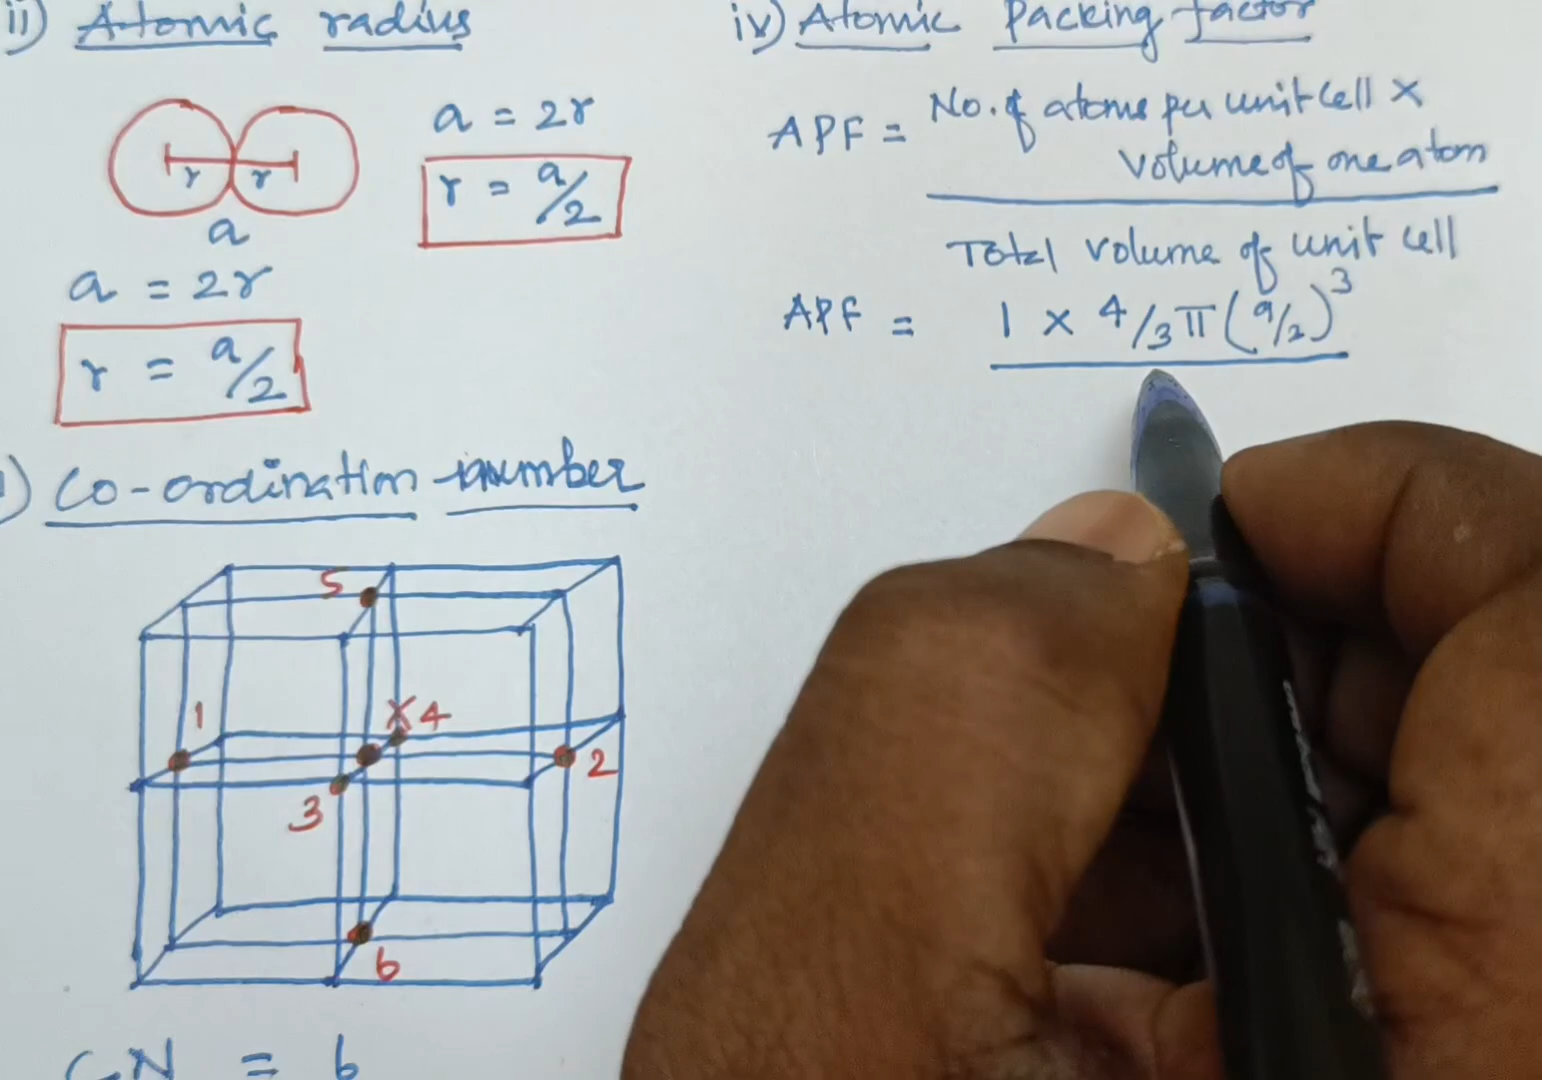 ii) Atomic radius
r r
a
a = 2r
r = a/2
a = 2r
r = a/2
) Co-ordination number
5
1
X 4
2
3
6
CN = 6
iv) Atomic Packing factor
APF = No. of atoms per unit cell X
volume of one atom
Total volume of unit cell
APF = 1 x 4/3 π (a/2)³